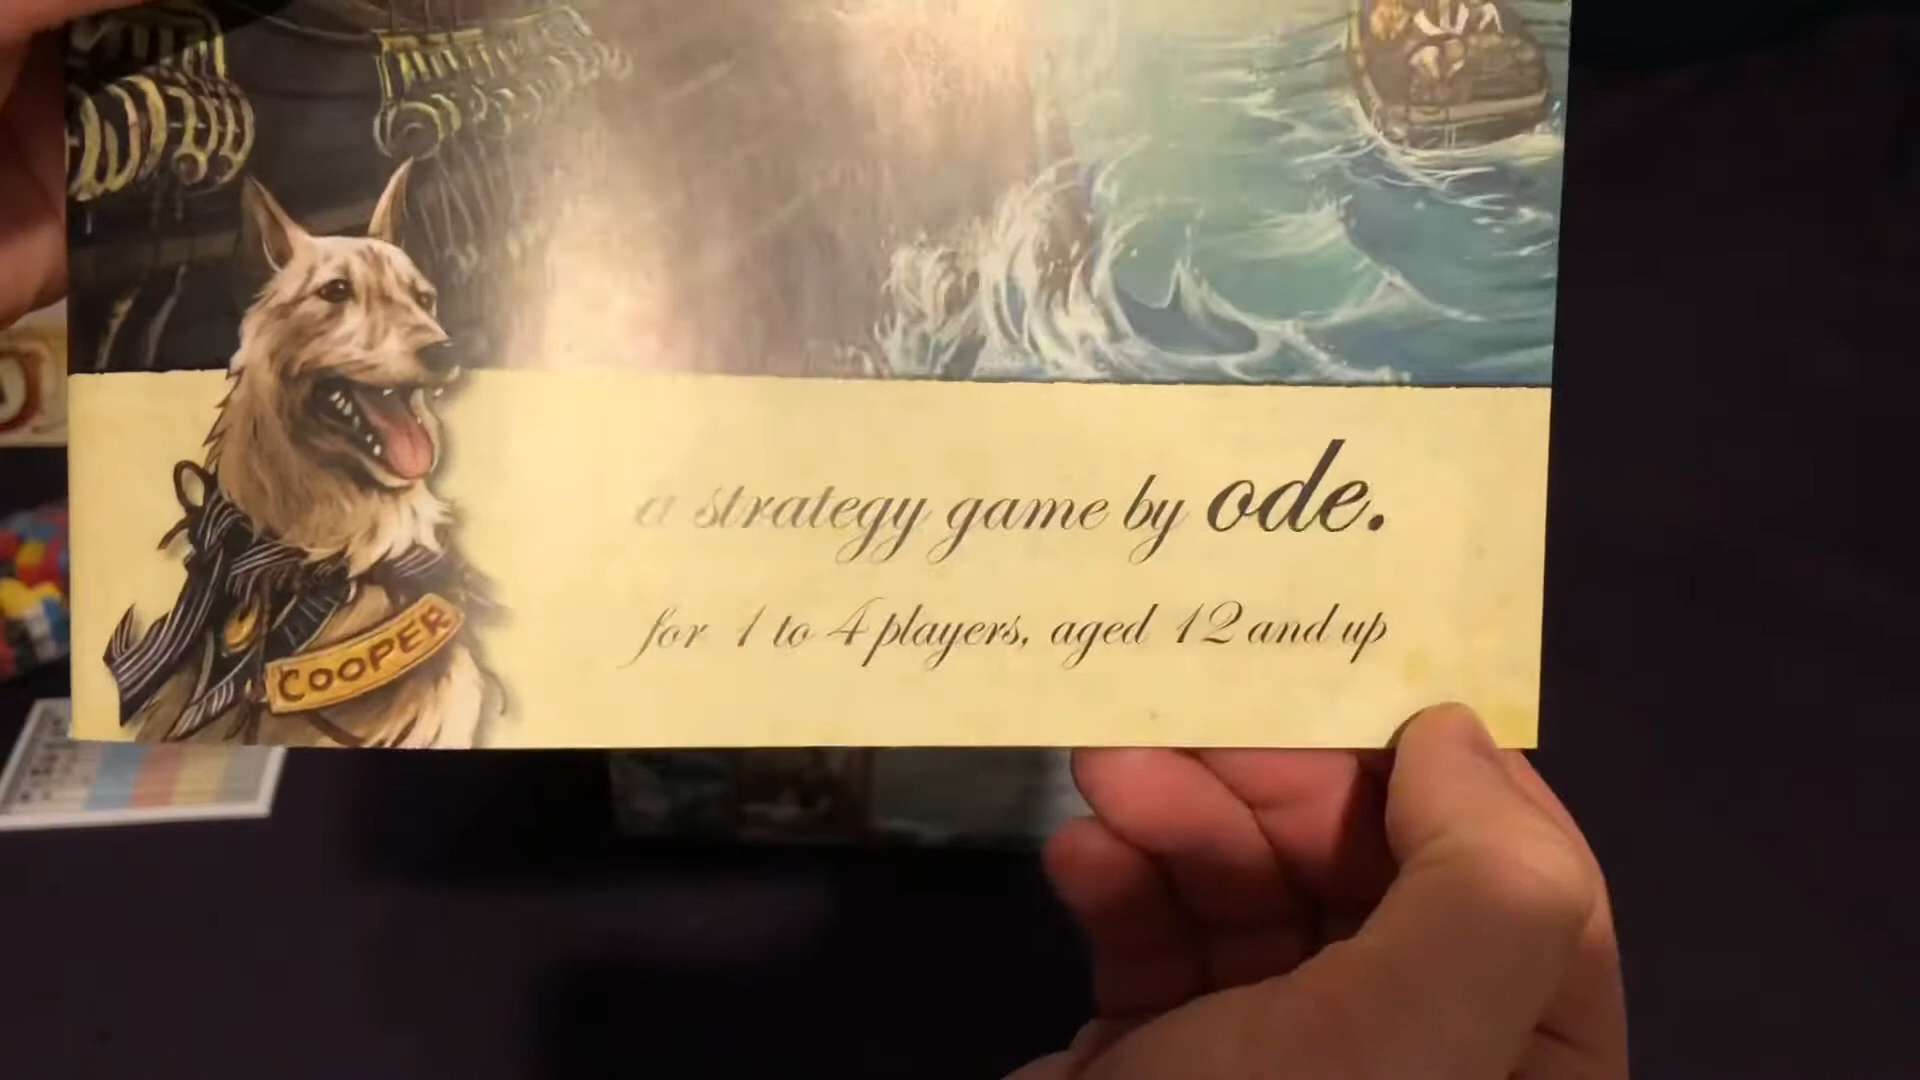 a strategy game by ode.
for 1 to 4 players, aged 12 and up
COOPER